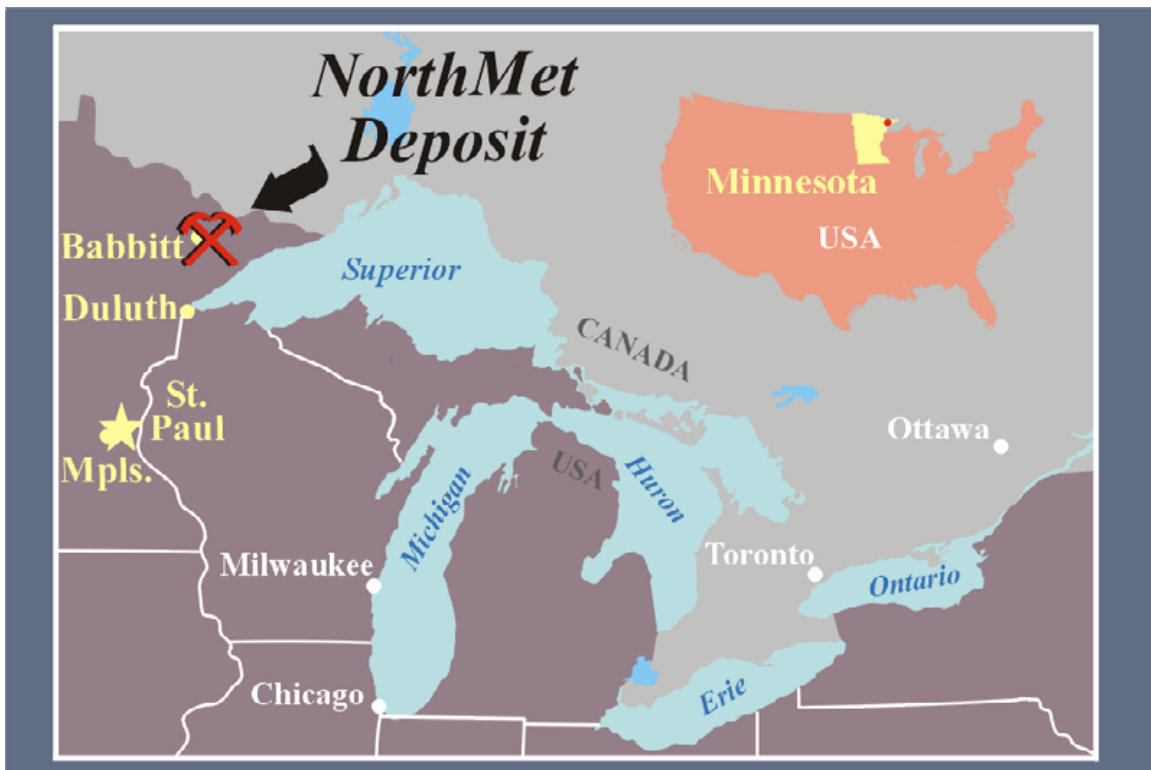 NorthMet
Deposit
Minnesota
USA
Babbitt
Superior
Duluth
CANADA
St.
Paul
Mpls.
Ottawa
USA
Huron
Michigan
Milwaukee
Toronto
Ontario
Chicago
Erie